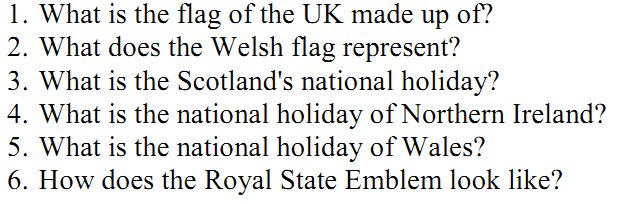 1. What is the flag of the UK made up of?
2. What does the Welsh flag represent?
3. What is the Scotland's national holiday?
4. What is the national holiday of Northern Ireland?
5. What is the national holiday of Wales?
6. How does the Royal State Emblem look like?